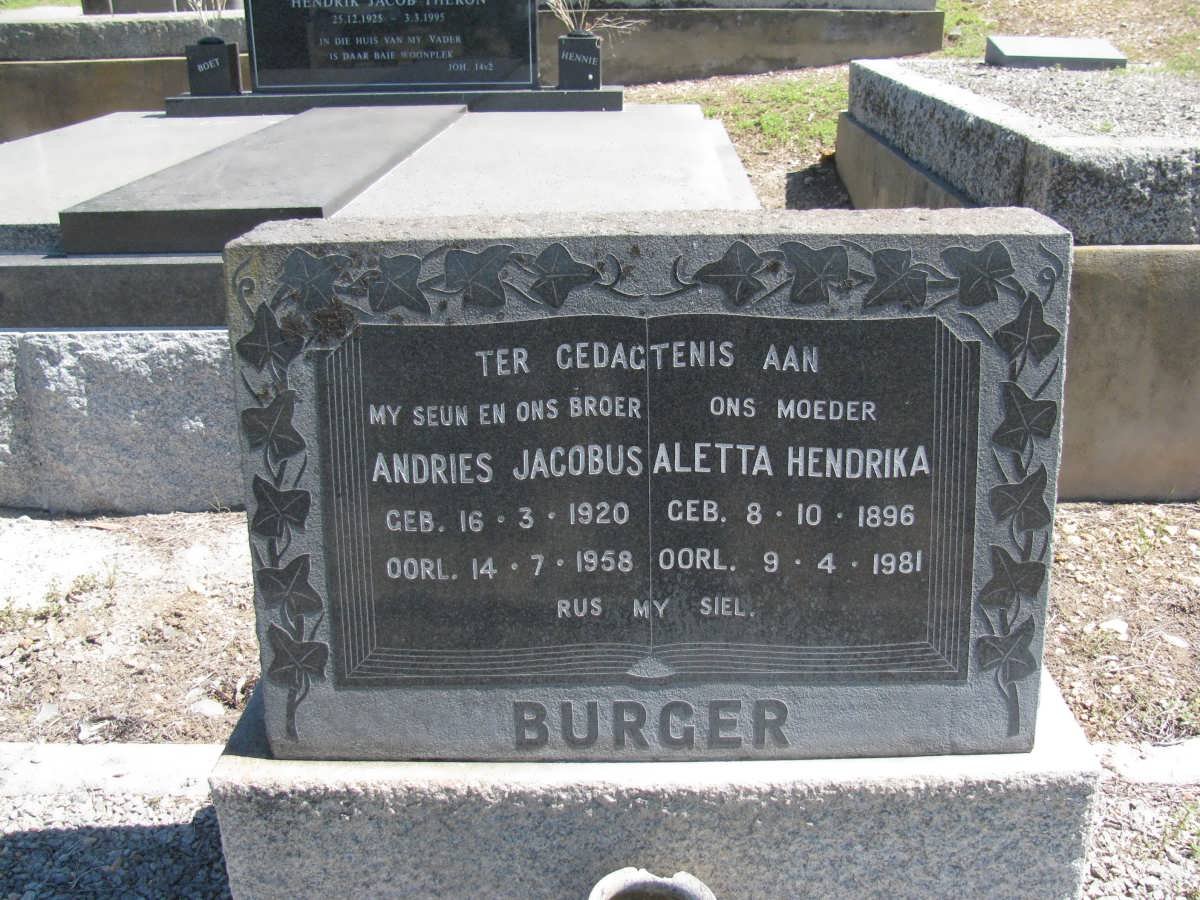 HENDRIK JACOB THERON
25.12.1925 - 3.3.1995
IN DIE HUIS VAN MY VADER
IS DAAR BAIE WOONPLEK
JOH. 14v2
BOET
HENNIE
TER GEDAGTENIS AAN
MY SEUN EN ONS BROER
ANDRIES JACOBUS
GEB. 16 · 3 · 1920
OORL. 14 · 7 · 1958
ONS MOEDER
ALETTA HENDRIKA
GEB. 8 · 10 · 1896
OORL. 9 · 4 · 1981
RUS MY SIEL.
BURGER